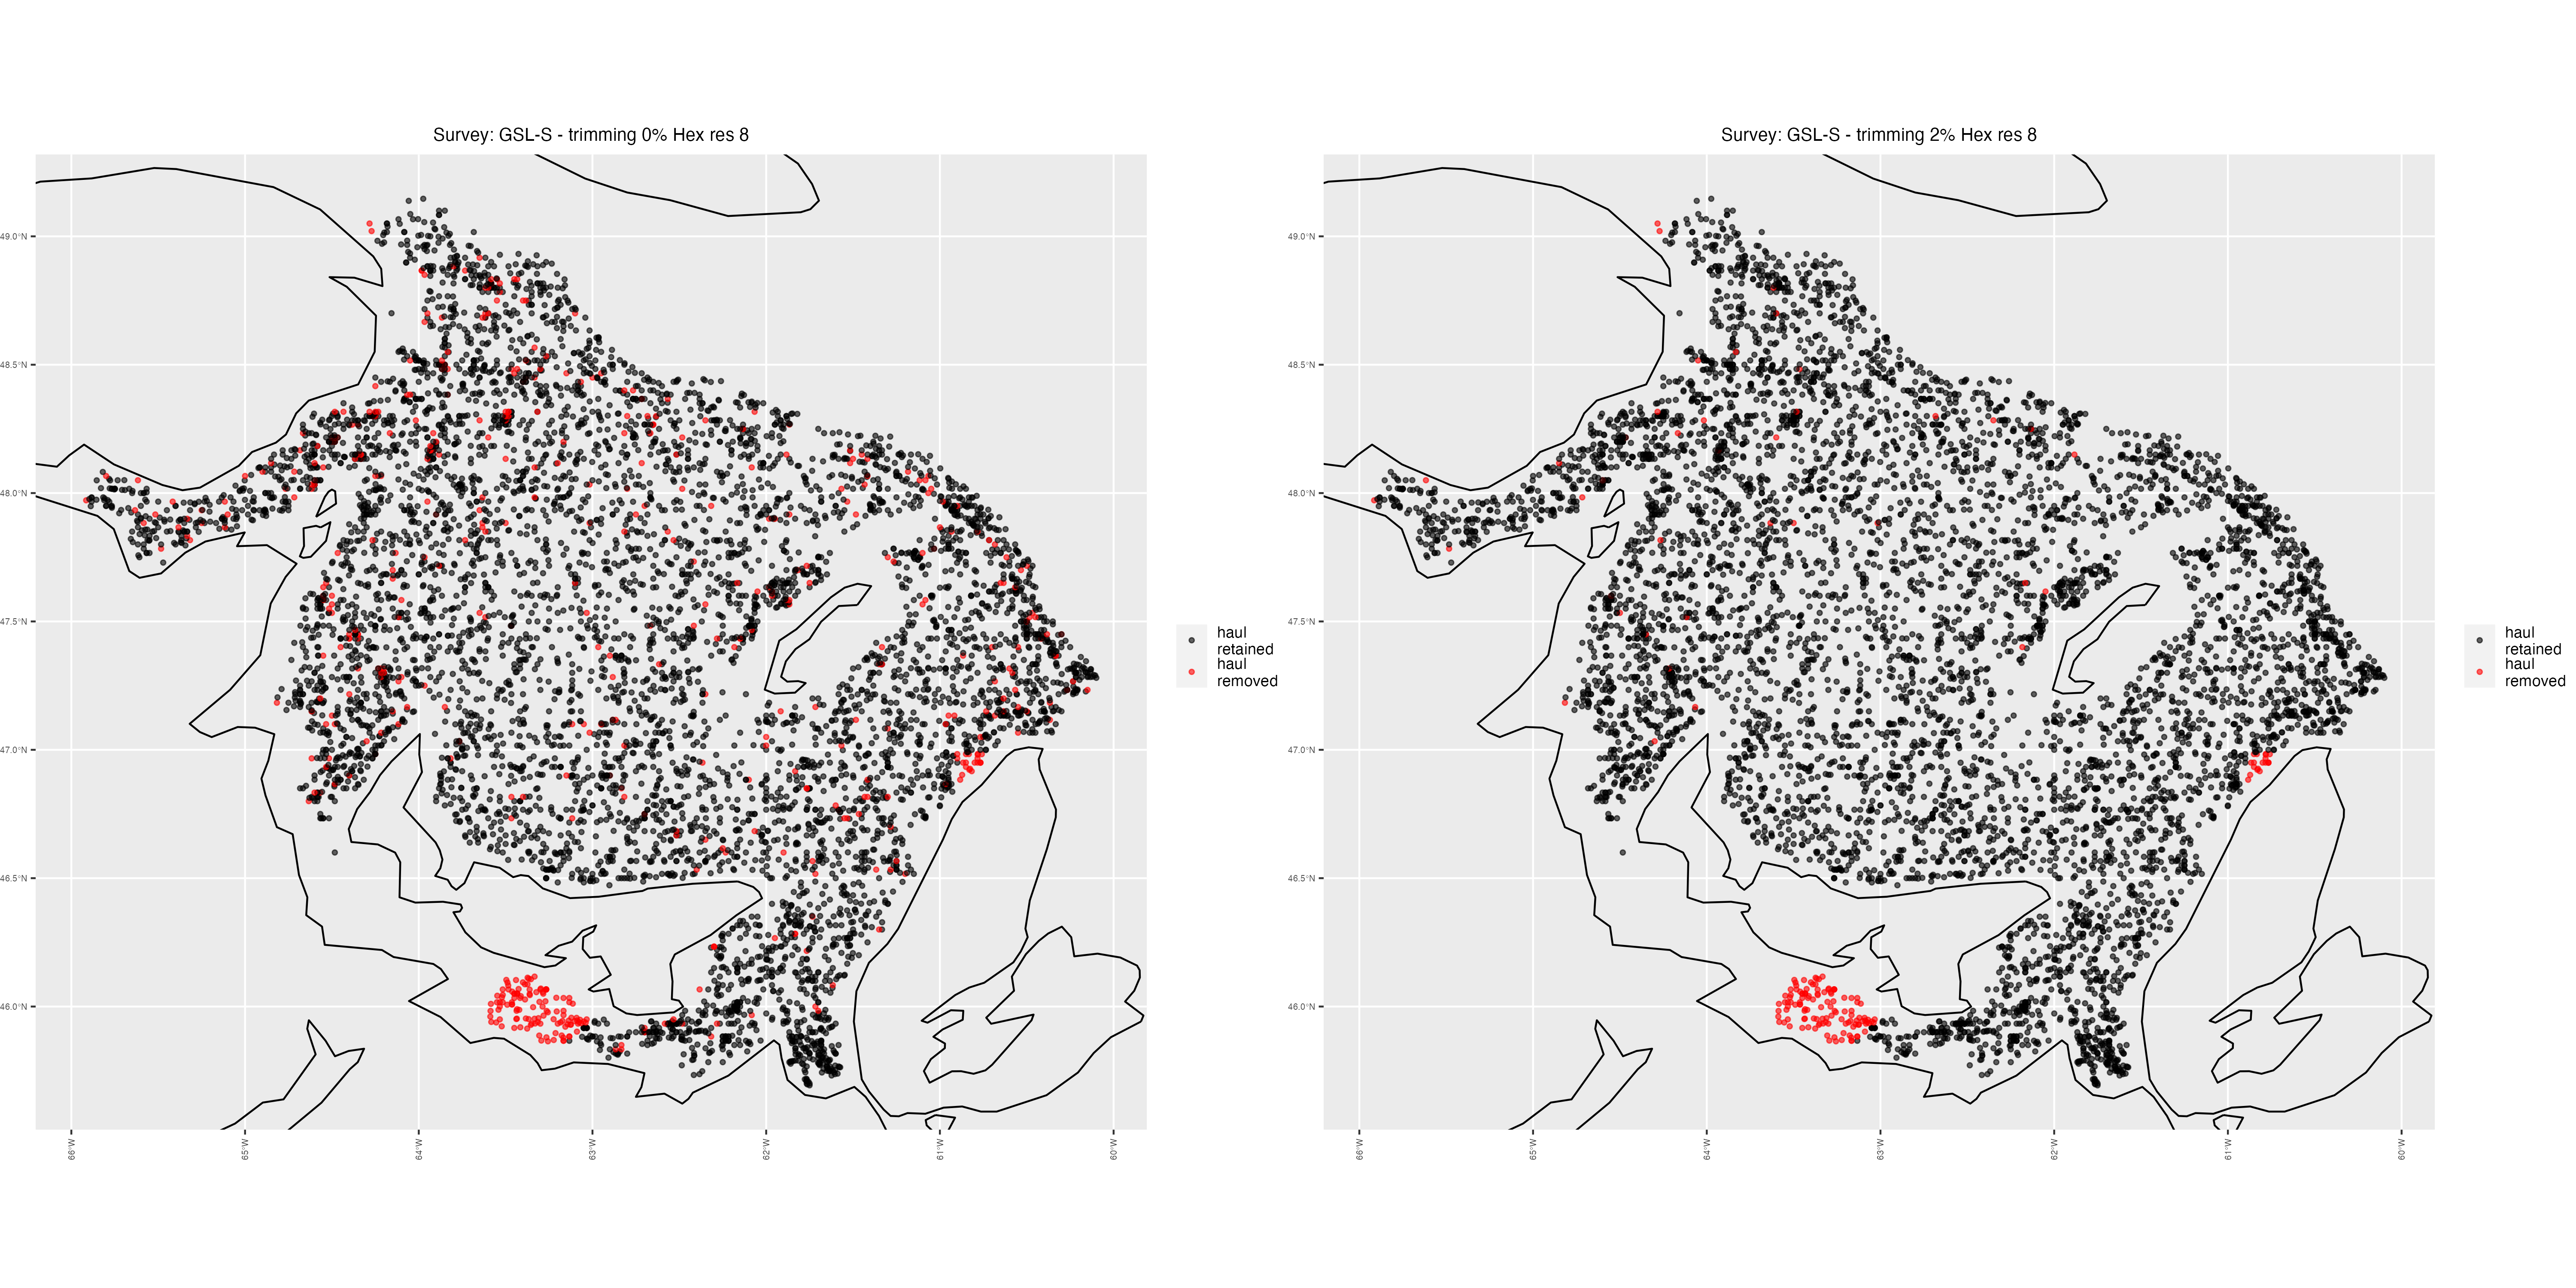 Survey: GSL-S - trimming 0% Hex res 8
49.0°N
48.5°N
48.0°N
47.5°N
47.0°N
46.5°N
46.0°N
66°W
65°W
64°W
63°W
62°W
61°W
60°W
haul
retained
haul
removed
Survey: GSL-S - trimming 2% Hex res 8
49.0°N
48.5°N
48.0°N
47.5°N
47.0°N
46.5°N
46.0°N
66°W
65°W
64°W
63°W
62°W
61°W
60°W
haul
retained
haul
removed